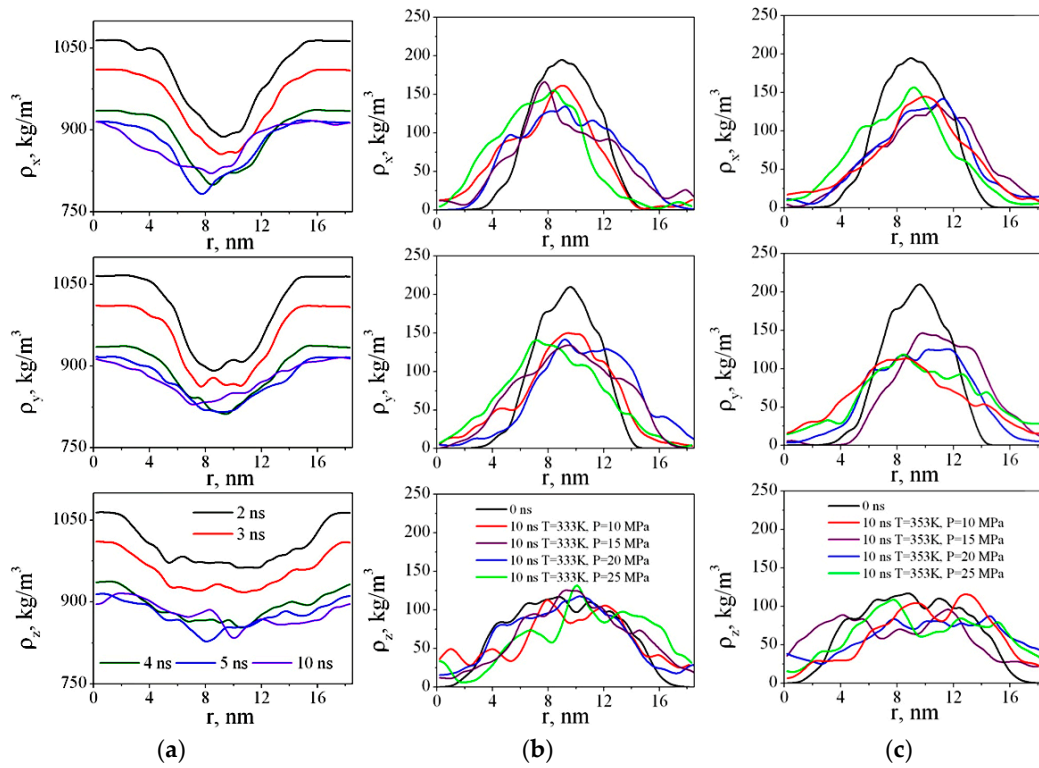 1050
900
750
ρx, kg/m³
0 4 8 12 16
r, nm
1050
900
750
ρy, kg/m³
0 4 8 12 16
r, nm
1050
900
750
ρz, kg/m³
2 ns
3 ns
4 ns 5 ns 10 ns
0 4 8 12 16
r, nm
(a)
250
200
150
100
50
0
ρx, kg/m³
0 4 8 12 16
r, nm
250
200
150
100
50
0
ρy, kg/m³
0 4 8 12 16
r, nm
250
200
150
100
50
0
ρz, kg/m³
0 ns
10 ns T=333K, P=10 MPa
10 ns T=333K, P=15 MPa
10 ns T=333K, P=20 MPa
10 ns T=333K, P=25 MPa
0 4 8 12 16
r, nm
(b)
250
200
150
100
50
0
ρx, kg/m³
0 4 8 12 16
r, nm
250
200
150
100
50
0
ρy, kg/m³
0 4 8 12 16
r, nm
250
200
150
100
50
0
ρz, kg/m³
0 ns
10 ns T=353K, P=10 MPa
10 ns T=353K, P=15 MPa
10 ns T=353K, P=20 MPa
10 ns T=353K, P=25 MPa
0 4 8 12 16
r, nm
(c)